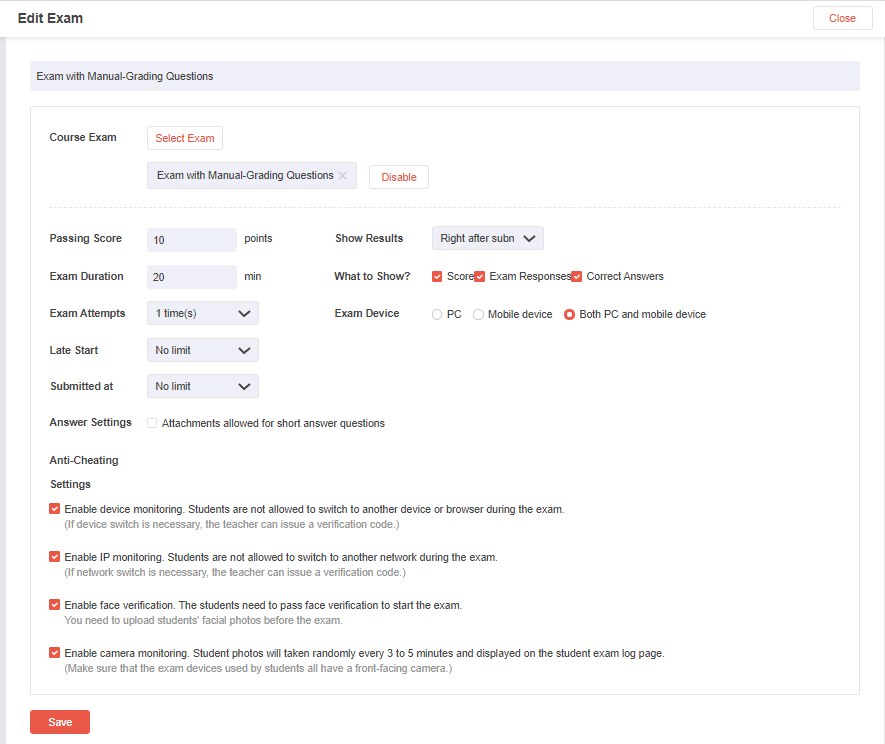 Edit Exam
Close
Exam with Manual-Grading Questions
Course Exam
Select Exam
Exam with Manual-Grading Questions
Disable
Passing Score 10 points
Show Results Right after subn
Exam Duration 20 min
What to Show? Score Exam Responses Correct Answers
Exam Attempts 1 time(s)
Exam Device PC Mobile device Both PC and mobile device
Late Start No limit
Submitted at No limit
Answer Settings Attachments allowed for short answer questions
Anti-Cheating
Settings
Enable device monitoring. Students are not allowed to switch to another device or browser during the exam.
(If device switch is necessary, the teacher can issue a verification code.)
Enable IP monitoring. Students are not allowed to switch to another network during the exam.
(If network switch is necessary, the teacher can issue a verification code.)
Enable face verification. The students need to pass face verification to start the exam.
You need to upload students' facial photos before the exam.
Enable camera monitoring. Student photos will taken randomly every 3 to 5 minutes and displayed on the student exam log page.
(Make sure that the exam devices used by students all have a front-facing camera.)
Save